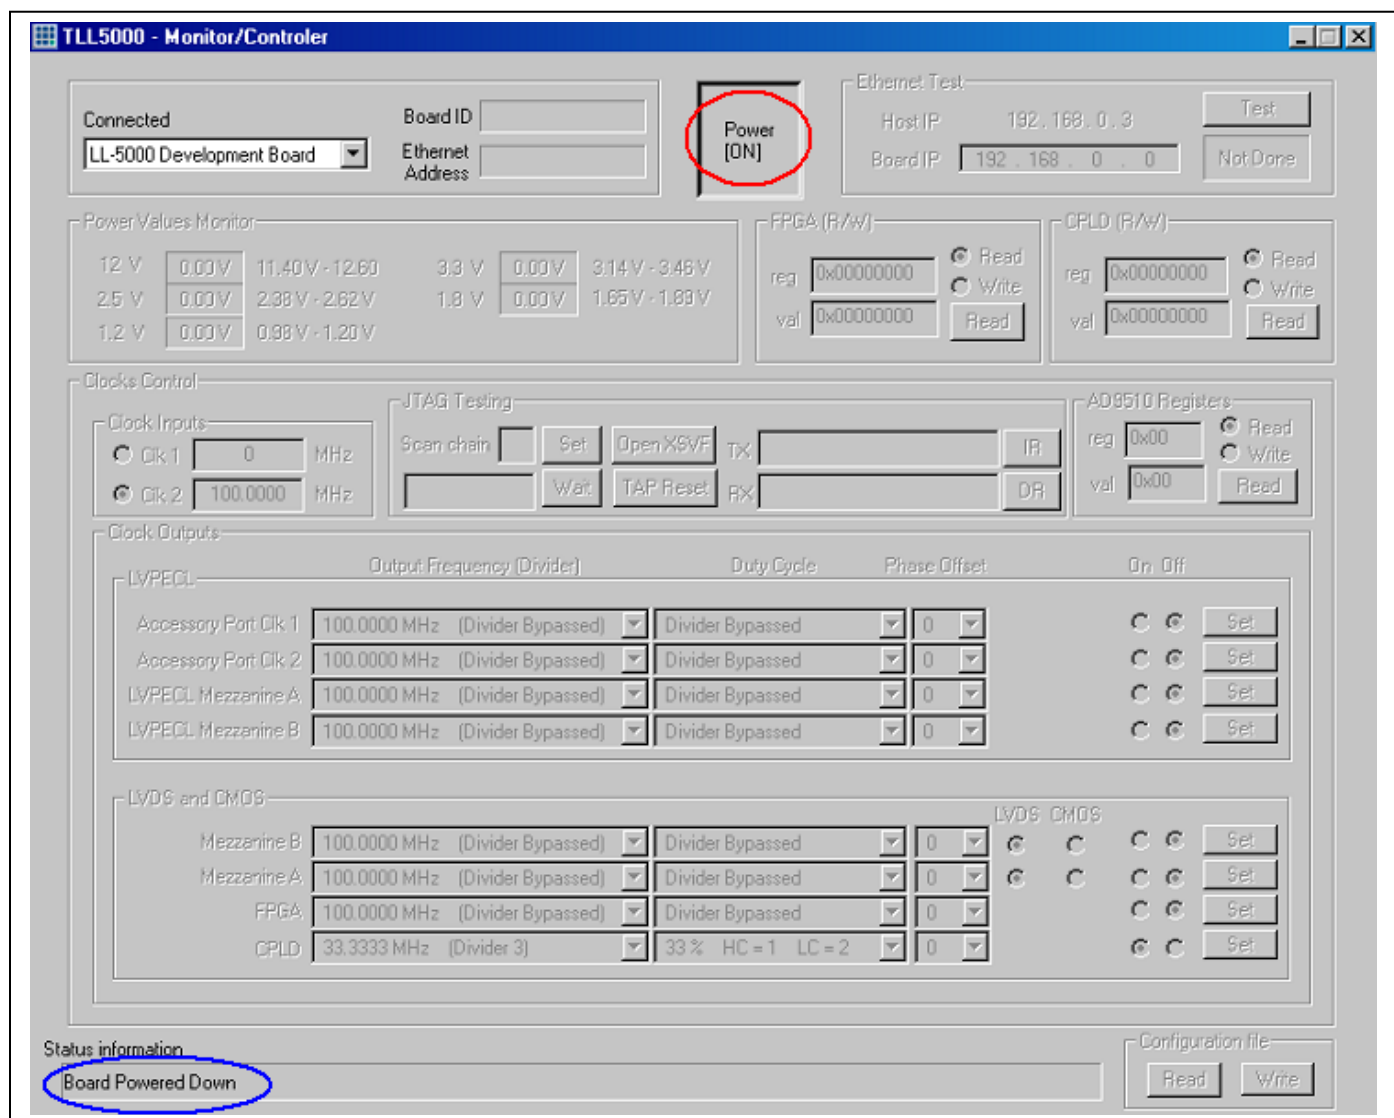 TLL5000 - Monitor/Controler
Connected
LL-5000 Development Board
Board ID
Ethernet
Address
Power
[ON]
Ethernet Test
Host IP 192 . 168 . 0 . 3 Test
Board IP 192 . 168 . 0 . 0 Not Done
Power Values Monitor
12 V 0.00 V 11.40 V - 12.60 3.3 V 0.00 V 3.14 V - 3.46 V
2.5 V 0.00 V 2.38 V - 2.62 V 1.8 V 0.00 V 1.65 V - 1.89 V
1.2 V 0.00 V 0.98 V - 1.20 V
FPGA (R/W)
reg 0x00000000 Read
Write
val 0x00000000 Read
CPLD (R/W)
reg 0x00000000 Read
Write
val 0x00000000 Read
Clocks Control
Clock Inputs
Clk 1 0 MHz
Clk 2 100.0000 MHz
JTAG Testing
Scan chain Set Open XSVF TX IR
Wait TAP Reset RX DR
AD9510 Registers
reg 0x00 Read
Write
val 0x00 Read
Clock Outputs
Output Frequency (Divider) Duty Cycle Phase Offset On Off
LVPECL
Accessory Port Clk 1 100.0000 MHz (Divider Bypassed) Divider Bypassed 0 Set
Accessory Port Clk 2 100.0000 MHz (Divider Bypassed) Divider Bypassed 0 Set
LVPECL Mezzanine A 100.0000 MHz (Divider Bypassed) Divider Bypassed 0 Set
LVPECL Mezzanine B 100.0000 MHz (Divider Bypassed) Divider Bypassed 0 Set
LVDS and CMOS
LVDS CMOS
Mezzanine B 100.0000 MHz (Divider Bypassed) Divider Bypassed 0 Set
Mezzanine A 100.0000 MHz (Divider Bypassed) Divider Bypassed 0 Set
FPGA 100.0000 MHz (Divider Bypassed) Divider Bypassed 0 Set
CPLD 33.3333 MHz (Divider 3) 33 % HC = 1 LC = 2 0 Set
Status information
Board Powered Down
Configuration file
Read Write